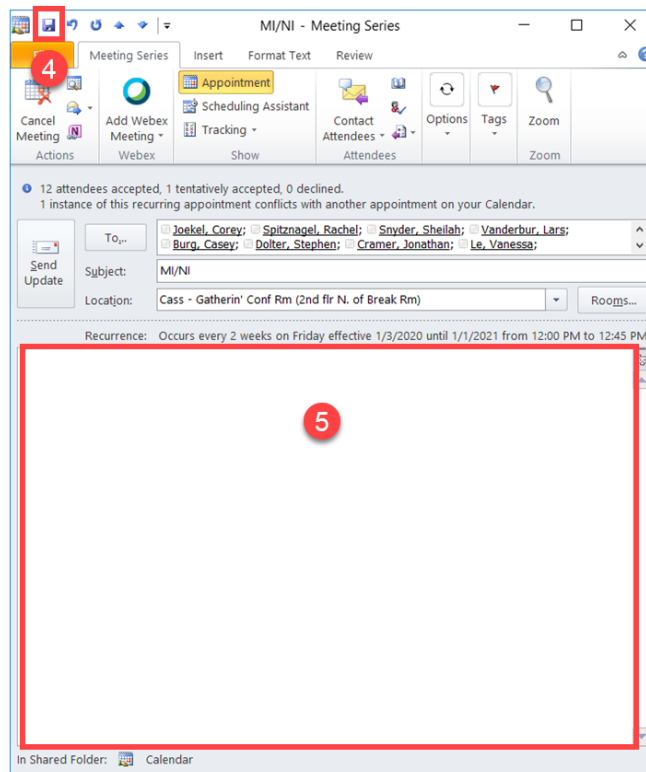 MI/NI - Meeting Series
4
Meeting Series Insert Format Text Review
Cancel Meeting
Add Webex Meeting
Appointment
Scheduling Assistant
Tracking
Contact Attendees
Options
Tags
Zoom
Actions Webex Show Attendees Zoom
12 attendees accepted, 1 tentatively accepted, 0 declined.
1 instance of this recurring appointment conflicts with another appointment on your Calendar.
Send Update
To...
Joekel, Corey; Spitznagel, Rachel; Snyder, Sheilah; Vanderbur, Lars;
Burg, Casey; Dolter, Stephen; Cramer, Jonathan; Le, Vanessa;
Subject: MI/NI
Location: Cass - Gatherin' Conf Rm (2nd flr N. of Break Rm) Rooms...
Recurrence: Occurs every 2 weeks on Friday effective 1/3/2020 until 1/1/2021 from 12:00 PM to 12:45 PM
5
In Shared Folder: Calendar